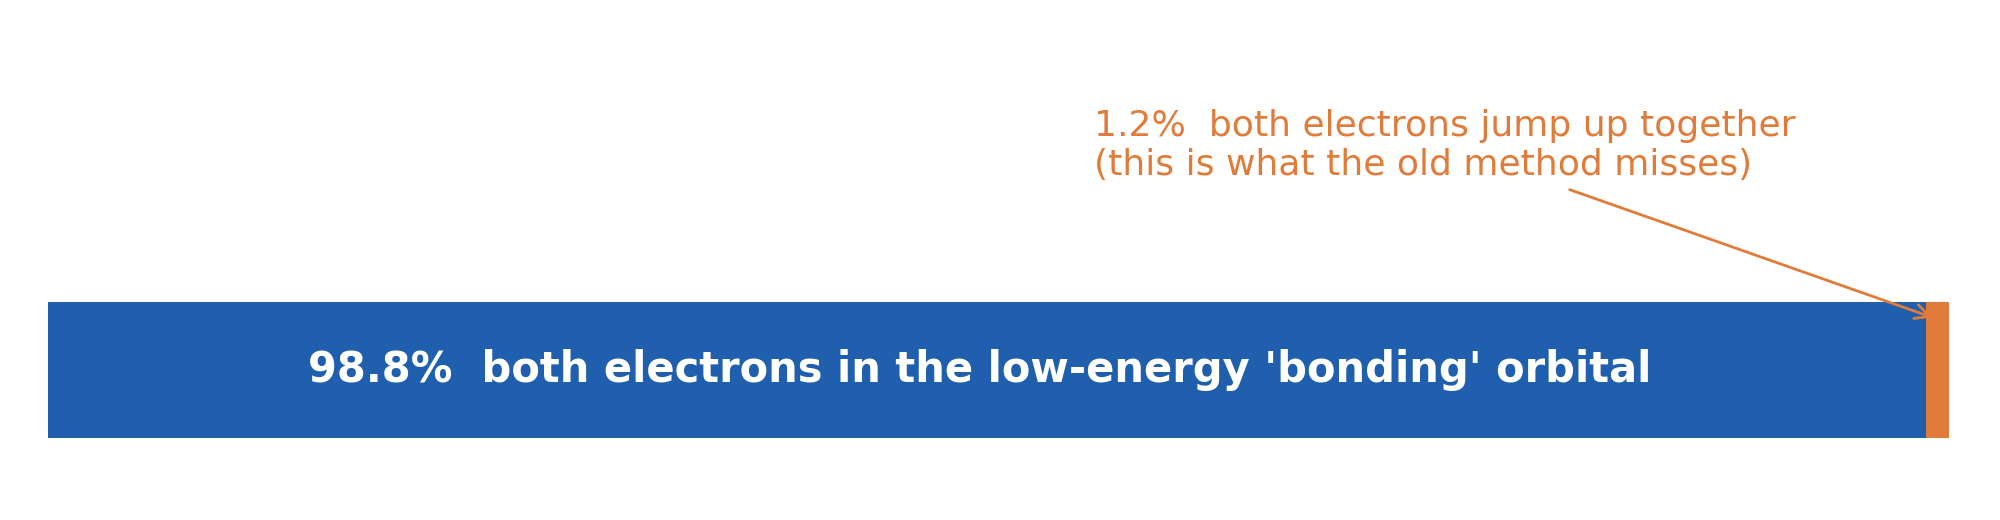 1.2%  both electrons jump up together
(this is what the old method misses)
98.8%  both electrons in the low-energy 'bonding' orbital